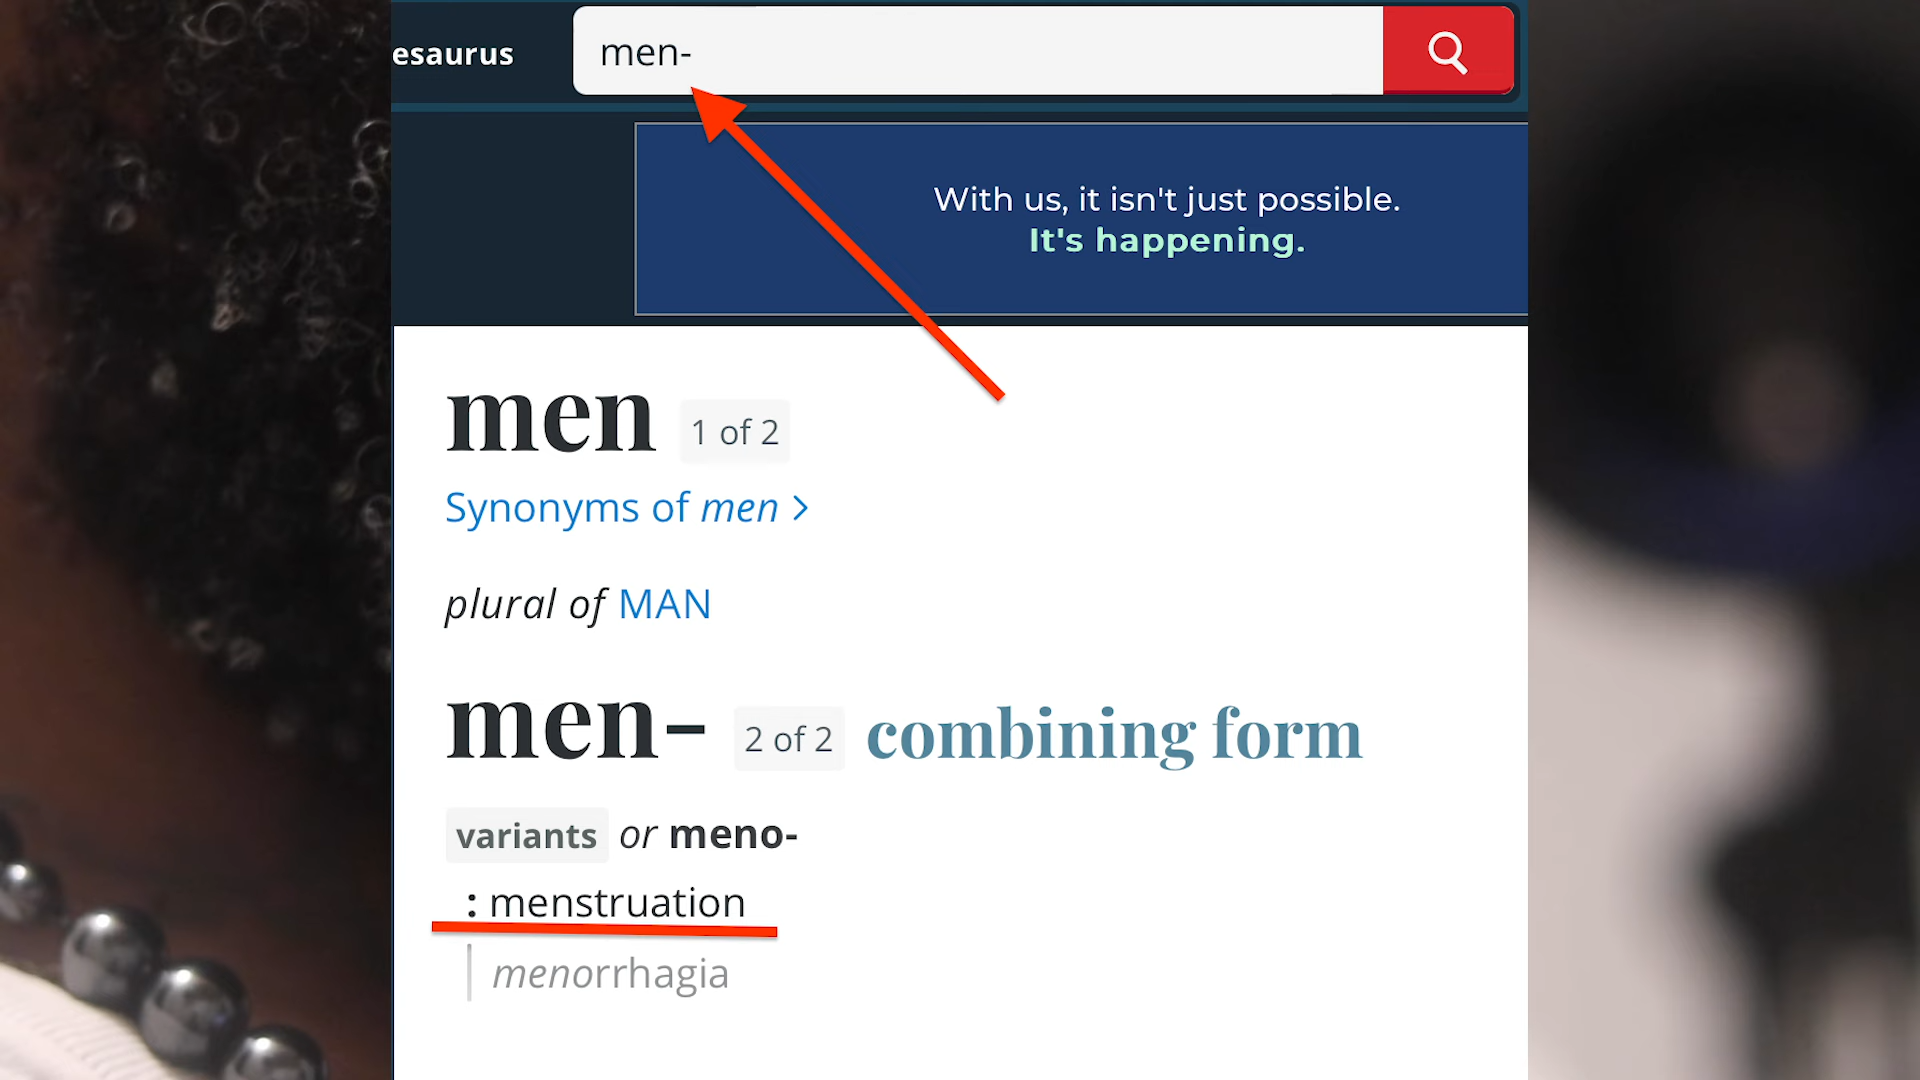 esaurus
men-
With us, it isn't just possible.
It's happening.
men 1 of 2
Synonyms of men >
plural of MAN
men- 2 of 2 combining form
variants or meno-
: menstruation
menorrhagia